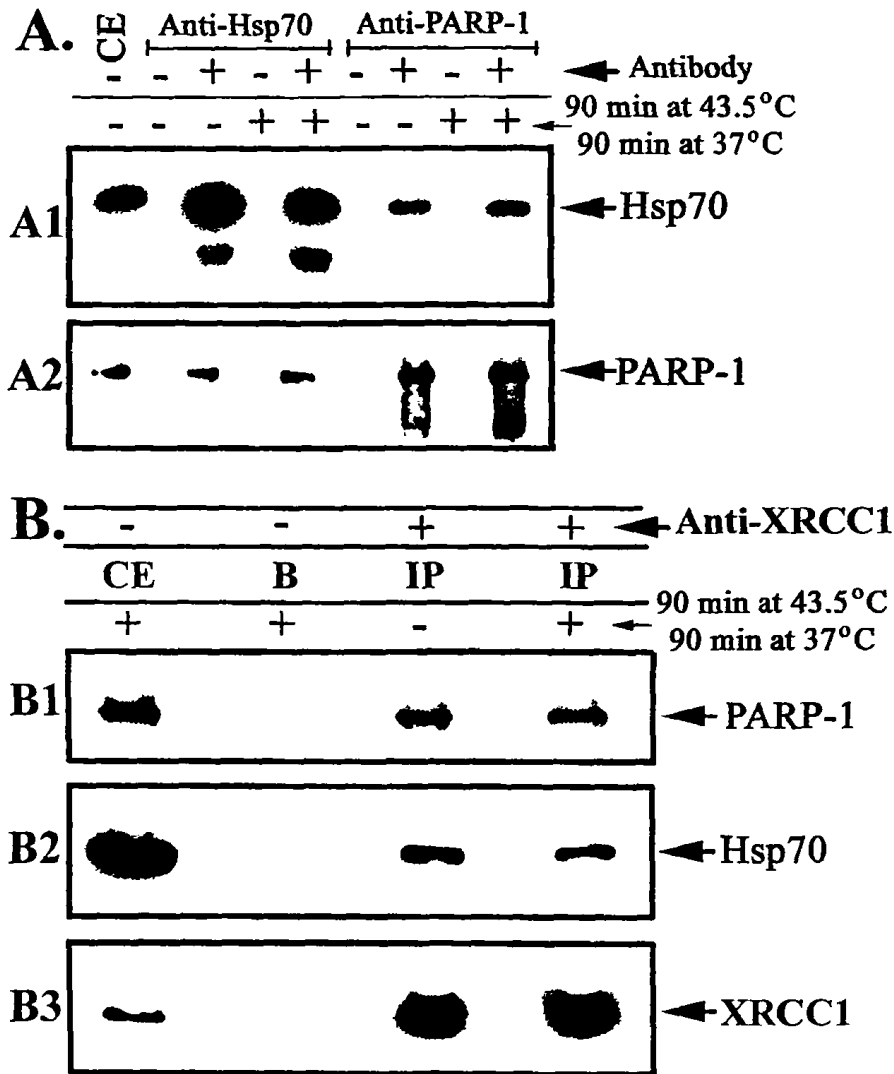 A. CE Anti-Hsp70 Anti-PARP-1
- - + - + - + - + Antibody
90 min at 43.5°C
- - - + + - - + + 90 min at 37°C
A1 Hsp70
A2 PARP-1
B. - - + + Anti-XRCC1
CE B IP IP
90 min at 43.5°C
+ + - + 90 min at 37°C
B1 PARP-1
B2 Hsp70
B3 XRCC1